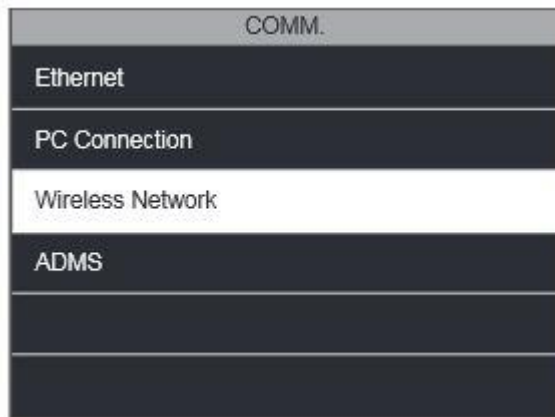 COMM.
Ethernet
PC Connection
Wireless Network
ADMS